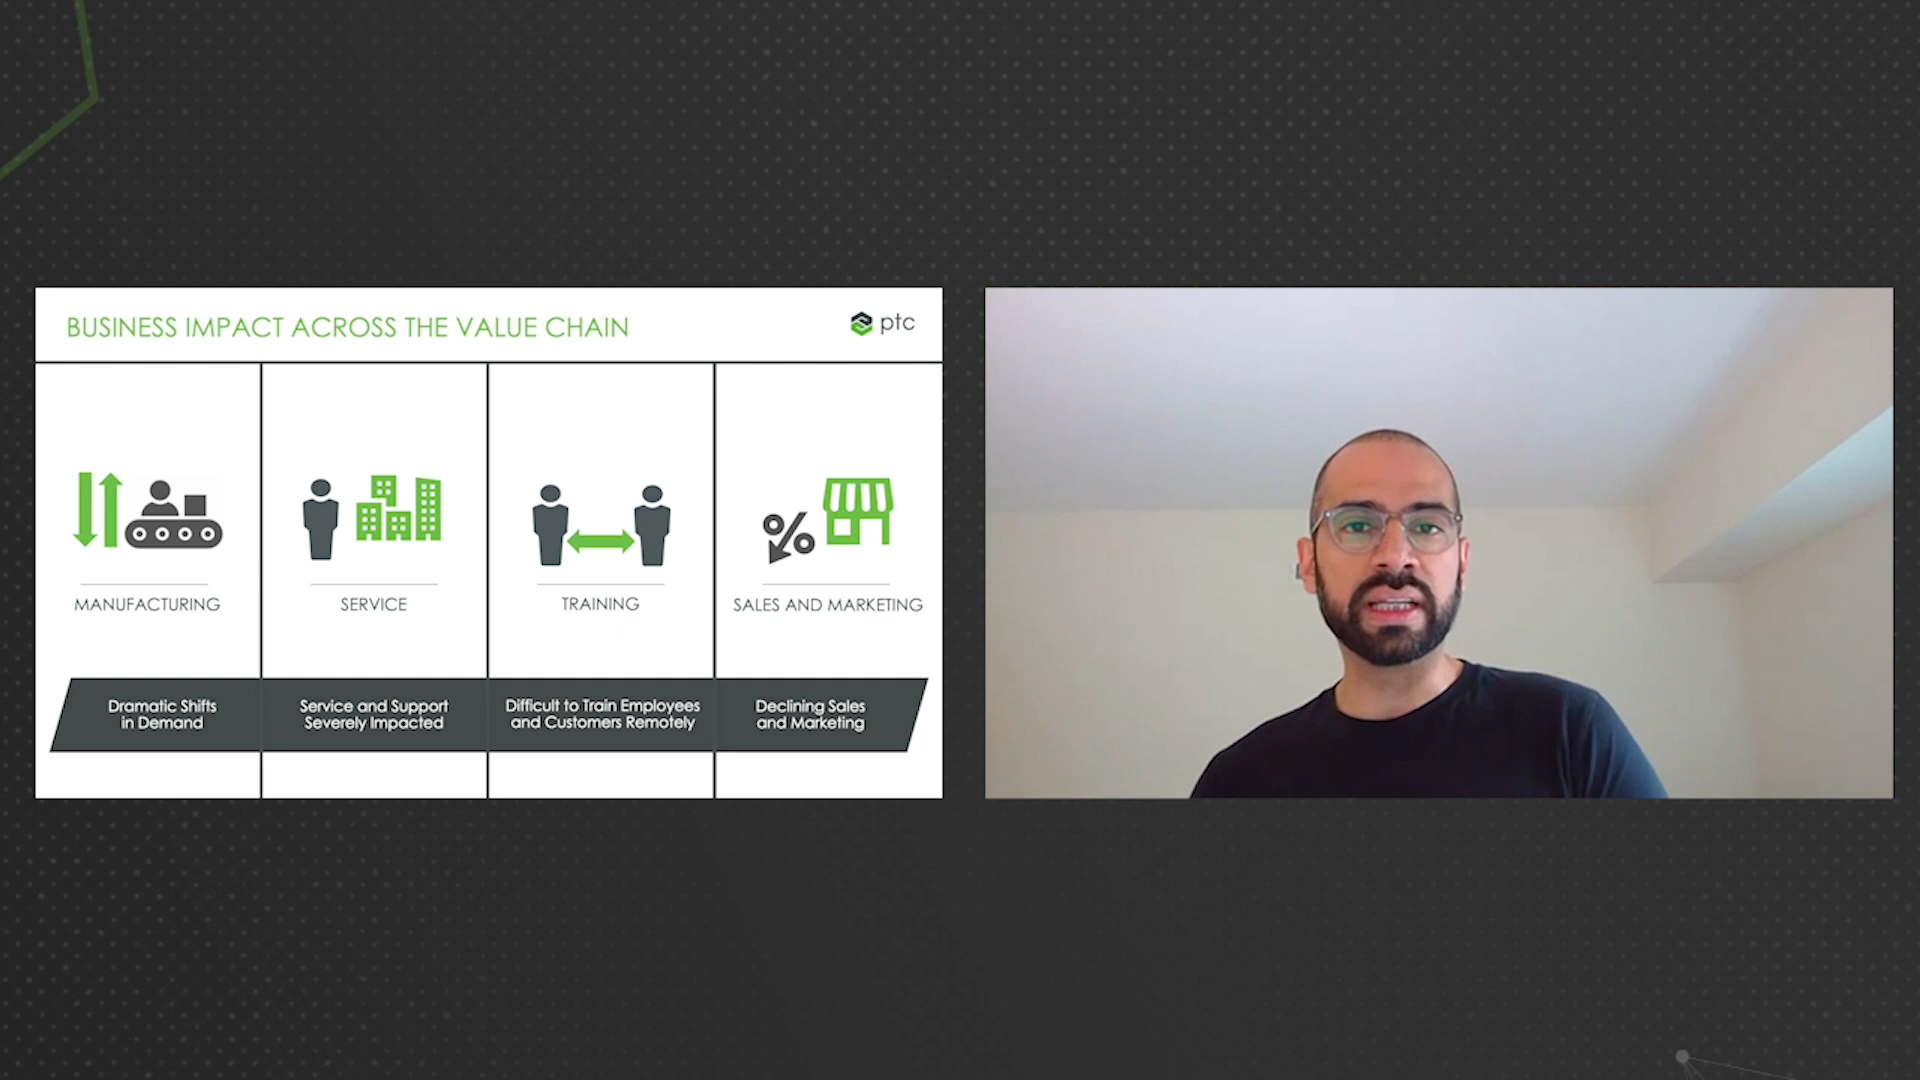 BUSINESS IMPACT ACROSS THE VALUE CHAIN
ptc
MANUFACTURING
SERVICE
TRAINING
SALES AND MARKETING
Dramatic Shifts
in Demand
Service and Support
Severely Impacted
Difficult to Train Employees
and Customers Remotely
Declining Sales
and Marketing